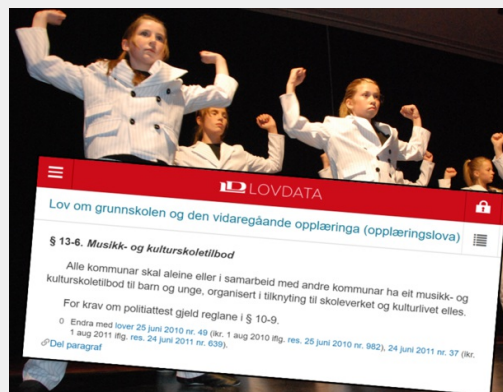 LOVDATA
Lov om grunnskolen og den vidaregåande opplæringa (opplæringslova)
§ 13-6. Musikk- og kulturskoletilbod
Alle kommunar skal aleine eller i samarbeid med andre kommunar ha eit musikk- og
kulturskoletilbod til barn og unge, organisert i tilknyting til skoleverket og kulturlivet elles.
For krav om politiattest gjeld reglane i § 10-9.
0 Endra med lover 25 juni 2010 nr. 49 (ikr. 1 aug 2010 iflg. res. 25 juni 2010 nr. 982), 24 juni 2011 nr. 37 (ikr.
1 aug 2011 iflg. res. 24 juni 2011 nr. 639).
Del paragraf